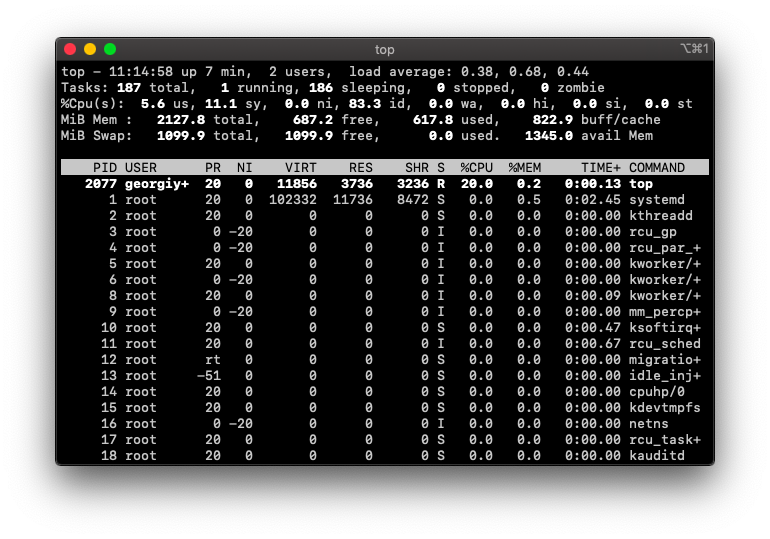 top
⌥⌘1
top – 11:14:58 up 7 min,  2 users,  load average: 0.38, 0.68, 0.44
Tasks: 187 total,   1 running, 186 sleeping,   0 stopped,   0 zombie
%Cpu(s):  5.6 us, 11.1 sy,  0.0 ni, 83.3 id,  0.0 wa,  0.0 hi,  0.0 si,  0.0 st
MiB Mem :   2127.8 total,    687.2 free,    617.8 used,    822.9 buff/cache
MiB Swap:   1099.9 total,   1099.9 free,      0.0 used.   1345.0 avail Mem
PID USER      PR  NI    VIRT    RES    SHR S  %CPU  %MEM     TIME+ COMMAND
2077 georgiy+  20   0   11856   3736   3236 R  20.0   0.2   0:00.13 top
1 root      20   0  102332  11736   8472 S   0.0   0.5   0:02.45 systemd
2 root      20   0       0      0      0 S   0.0   0.0   0:00.00 kthreadd
3 root       0 –20       0      0      0 I   0.0   0.0   0:00.00 rcu_gp
4 root       0 –20       0      0      0 I   0.0   0.0   0:00.00 rcu_par_+
5 root      20   0       0      0      0 I   0.0   0.0   0:00.00 kworker/+
6 root       0 –20       0      0      0 I   0.0   0.0   0:00.00 kworker/+
8 root      20   0       0      0      0 I   0.0   0.0   0:00.09 kworker/+
9 root       0 –20       0      0      0 I   0.0   0.0   0:00.00 mm_percp+
10 root      20   0       0      0      0 S   0.0   0.0   0:00.47 ksoftirq+
11 root      20   0       0      0      0 I   0.0   0.0   0:00.67 rcu_sched
12 root      rt   0       0      0      0 S   0.0   0.0   0:00.00 migratio+
13 root     –51   0       0      0      0 S   0.0   0.0   0:00.00 idle_inj+
14 root      20   0       0      0      0 S   0.0   0.0   0:00.00 cpuhp/0
15 root      20   0       0      0      0 S   0.0   0.0   0:00.00 kdevtmpfs
16 root       0 –20       0      0      0 I   0.0   0.0   0:00.00 netns
17 root      20   0       0      0      0 S   0.0   0.0   0:00.00 rcu_task+
18 root      20   0       0      0      0 S   0.0   0.0   0:00.00 kauditd